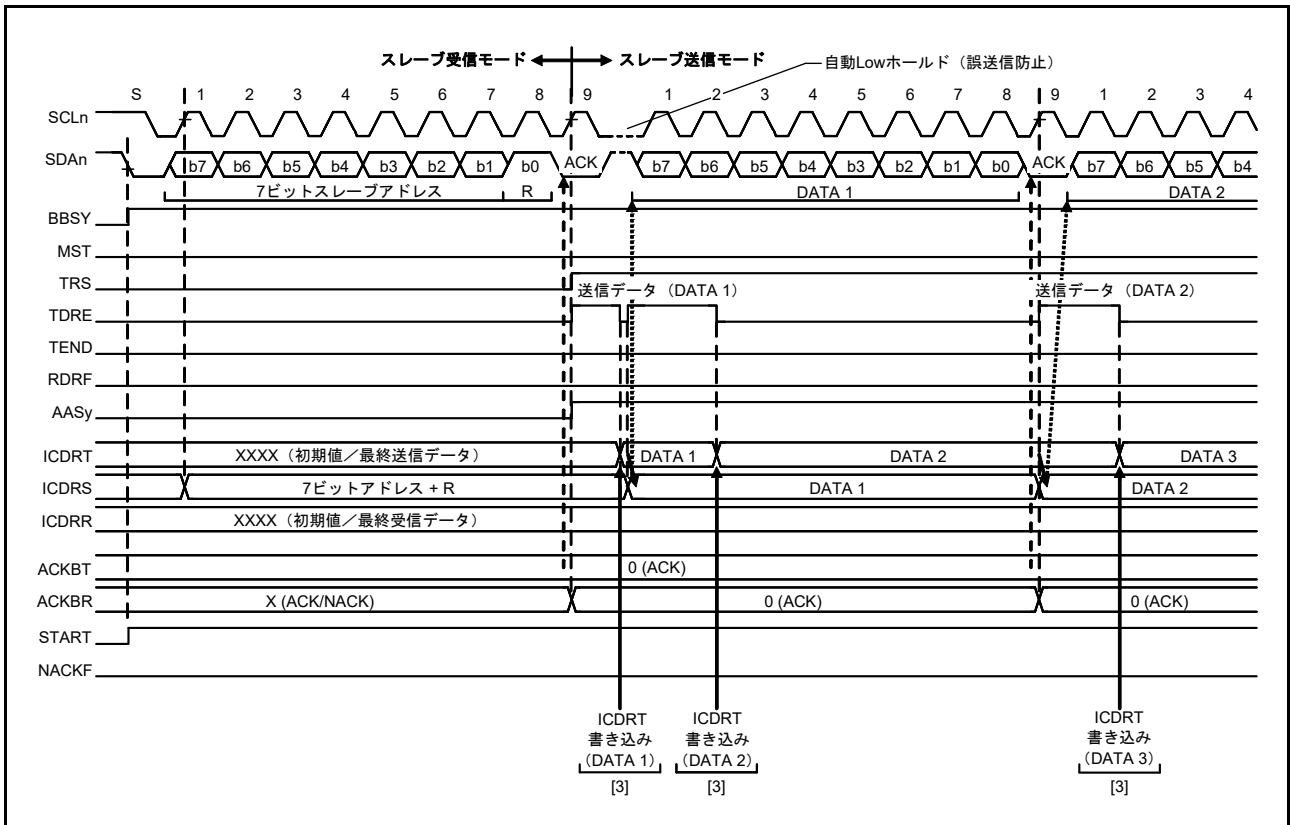 スレーブ受信モード スレーブ送信モード
自動Lowホールド（誤送信防止）
S 1 2 3 4 5 6 7 8 9 1 2 3 4 5 6 7 8 9 1 2 3 4
SCLn
SDAn b7 b6 b5 b4 b3 b2 b1 b0 ACK b7 b6 b5 b4 b3 b2 b1 b0 ACK b7 b6 b5 b4
7ビットスレーブアドレス R DATA 1 DATA 2
BBSY
MST
TRS
送信データ（DATA 1） 送信データ（DATA 2）
TDRE
TEND
RDRF
AASy
ICDRT XXXX（初期値／最終送信データ） DATA 1 DATA 2 DATA 3
ICDRS 7ビットアドレス + R DATA 1 DATA 2
ICDRR XXXX（初期値／最終受信データ）
ACKBT 0 (ACK)
ACKBR X (ACK/NACK) 0 (ACK) 0 (ACK)
START
NACKF
ICDRT ICDRT ICDRT
書き込み 書き込み 書き込み
（DATA 1） （DATA 2） （DATA 3）
[3] [3] [3]